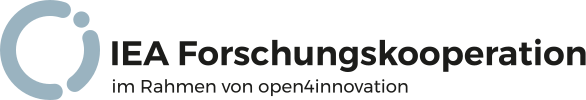 IEA Forschungskooperation
im Rahmen von open4innovation